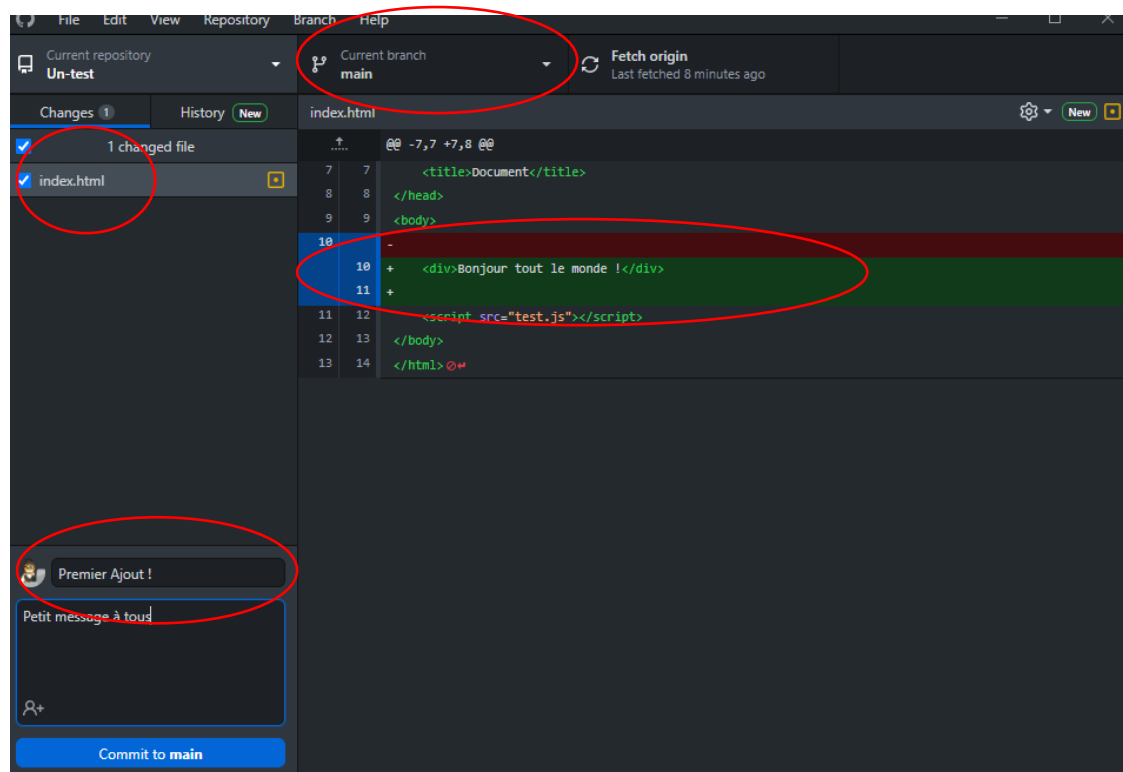 File Edit View Repository Branch Help
Current repository
Un-test
Current branch
main
Fetch origin
Last fetched 8 minutes ago
Changes 1 History New
index.html
New
1 changed file
index.html
@@ -7,7 +7,8 @@
7 7 <title>Document</title>
8 8 </head>
9 9 <body>
10 -
10 + <div>Bonjour tout le monde !</div>
11 +
11 12 <script src="test.js"></script>
12 13 </body>
13 14 </html>
Premier Ajout !
Petit message à tous
Commit to main